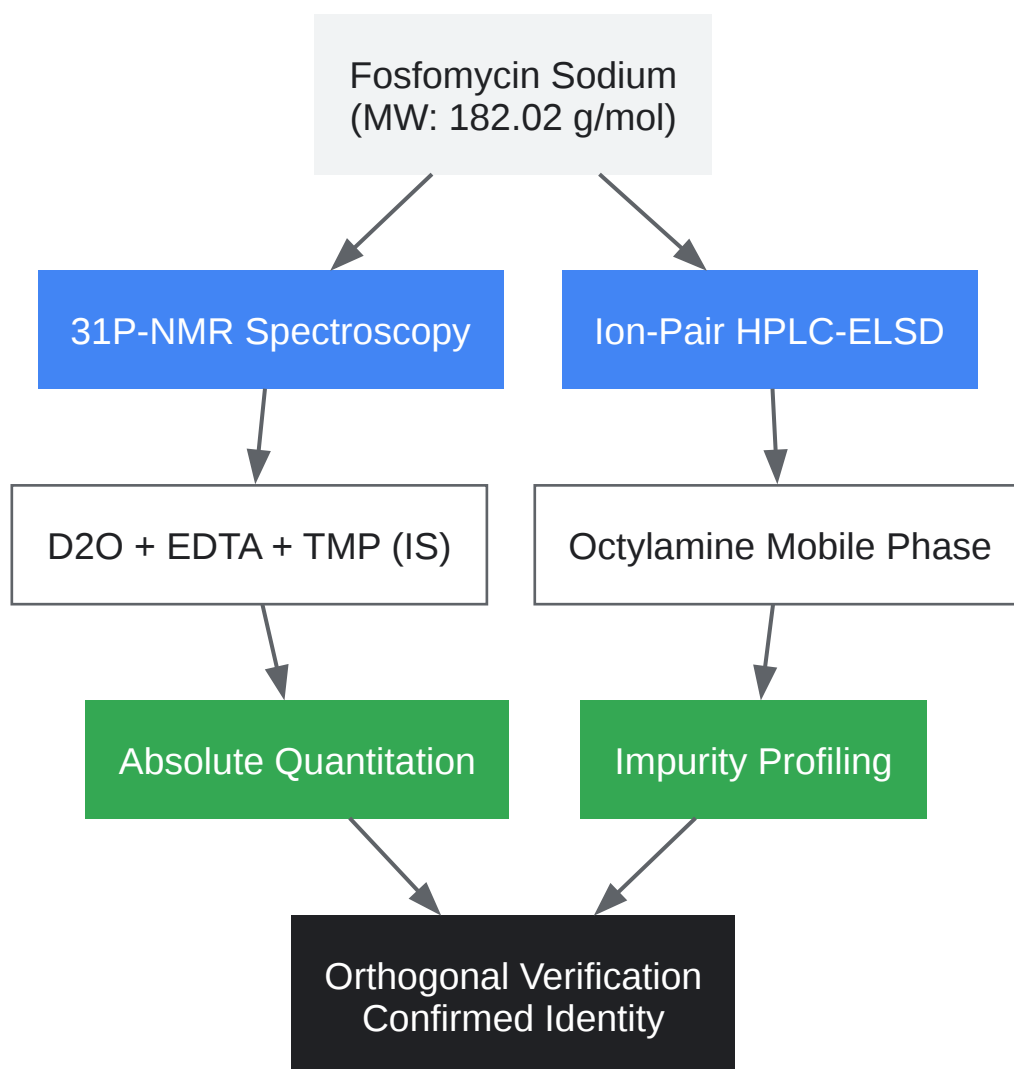 Fosfomycin Sodium
(MW: 182.02 g/mol)
31P-NMR Spectroscopy
Ion-Pair HPLC-ELSD
D2O + EDTA + TMP (IS)
Octylamine Mobile Phase
Absolute Quantitation
Impurity Profiling
Orthogonal Verification
Confirmed Identity